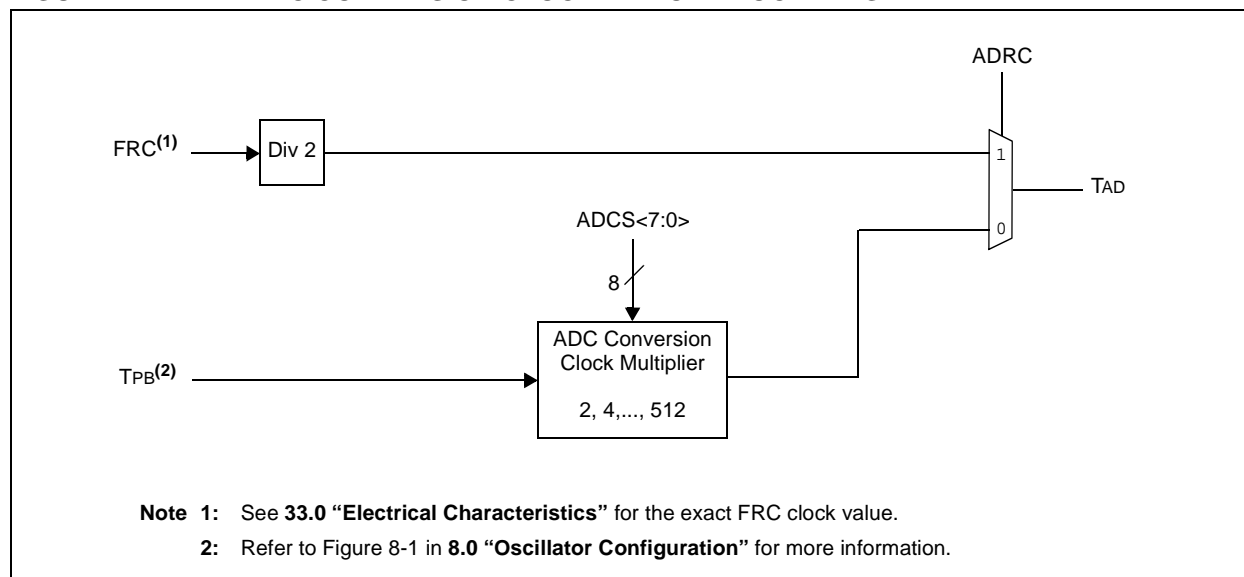 ADRC
FRC(1)
Div 2
1
TAD
ADCS<7:0>
0
8
ADC Conversion
Clock Multiplier
TPB(2)
2, 4,..., 512
Note 1: See 33.0 “Electrical Characteristics” for the exact FRC clock value.
2: Refer to Figure 8-1 in 8.0 “Oscillator Configuration” for more information.